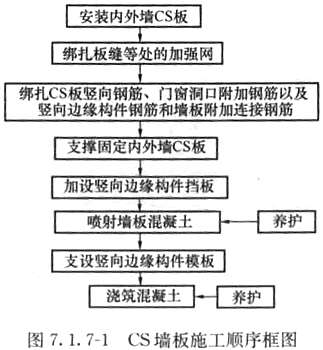 安装内外墙CS板
绑扎板缝等处的加强网
绑扎CS板竖向钢筋、门窗洞口附加钢筋以及
竖向边缘构件钢筋和墙板附加连接钢筋
支撑固定内外墙CS板
加设竖向边缘构件挡板
喷射墙板混凝土
养护
支设竖向边缘构件模板
浇筑混凝土
养护
图 7.1.7-1 CS墙板施工顺序框图